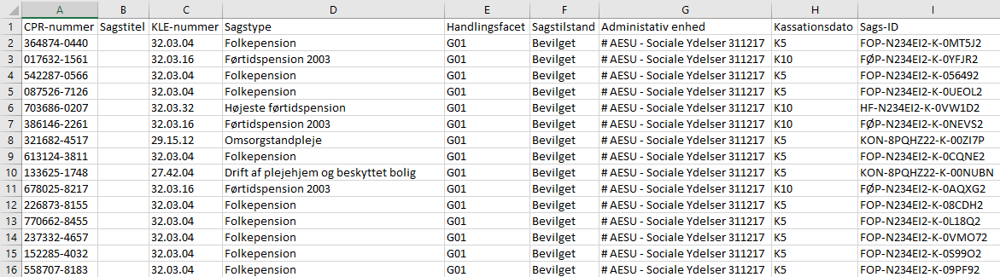 A B C D E F G H I
1 CPR-nummer Sagstitel KLE-nummer Sagstype Handlingsfacet Sagstilstand Administativ enhed Kassationsdato Sags-ID
2 364874-0440 32.03.04 Folkepension G01 Bevilget # AESU - Sociale Ydelser 311217 K5 FOP-N234EI2-K-0MT5J2
3 017632-1561 32.03.16 Førtidspension 2003 G01 Bevilget # AESU - Sociale Ydelser 311217 K10 FØP-N234EI2-K-0YFJR2
4 542287-0566 32.03.04 Folkepension G01 Bevilget # AESU - Sociale Ydelser 311217 K5 FOP-N234EI2-K-056492
5 087526-7126 32.03.04 Folkepension G01 Bevilget # AESU - Sociale Ydelser 311217 K5 FOP-N234EI2-K-0UEOL2
6 703686-0207 32.03.32 Højeste førtidspension G01 Bevilget # AESU - Sociale Ydelser 311217 K10 HF-N234EI2-K-0VW1D2
7 386146-2261 32.03.16 Førtidspension 2003 G01 Bevilget # AESU - Sociale Ydelser 311217 K10 FØP-N234EI2-K-0NEVS2
8 321682-4517 29.15.12 Omsorgstandpleje G01 Bevilget # AESU - Sociale Ydelser 311217 K5 KON-8PQHZ22-K-00ZI7P
9 613124-3811 32.03.04 Folkepension G01 Bevilget # AESU - Sociale Ydelser 311217 K5 FOP-N234EI2-K-0CQNE2
10 133625-1748 27.42.04 Drift af plejehjem og beskyttet bolig G01 Bevilget # AESU - Sociale Ydelser 311217 K5 KON-8PQHZ22-K-00NUBN
11 678025-8217 32.03.16 Førtidspension 2003 G01 Bevilget # AESU - Sociale Ydelser 311217 K10 FØP-N234EI2-K-0AQXG2
12 226873-8155 32.03.04 Folkepension G01 Bevilget # AESU - Sociale Ydelser 311217 K5 FOP-N234EI2-K-08CDH2
13 770662-8455 32.03.04 Folkepension G01 Bevilget # AESU - Sociale Ydelser 311217 K5 FOP-N234EI2-K-0L18Q2
14 237332-4657 32.03.04 Folkepension G01 Bevilget # AESU - Sociale Ydelser 311217 K5 FOP-N234EI2-K-0VMO72
15 152285-4032 32.03.04 Folkepension G01 Bevilget # AESU - Sociale Ydelser 311217 K5 FOP-N234EI2-K-0S99O2
16 558707-8183 32.03.04 Folkepension G01 Bevilget # AESU - Sociale Ydelser 311217 K5 FOP-N234EI2-K-09PF92